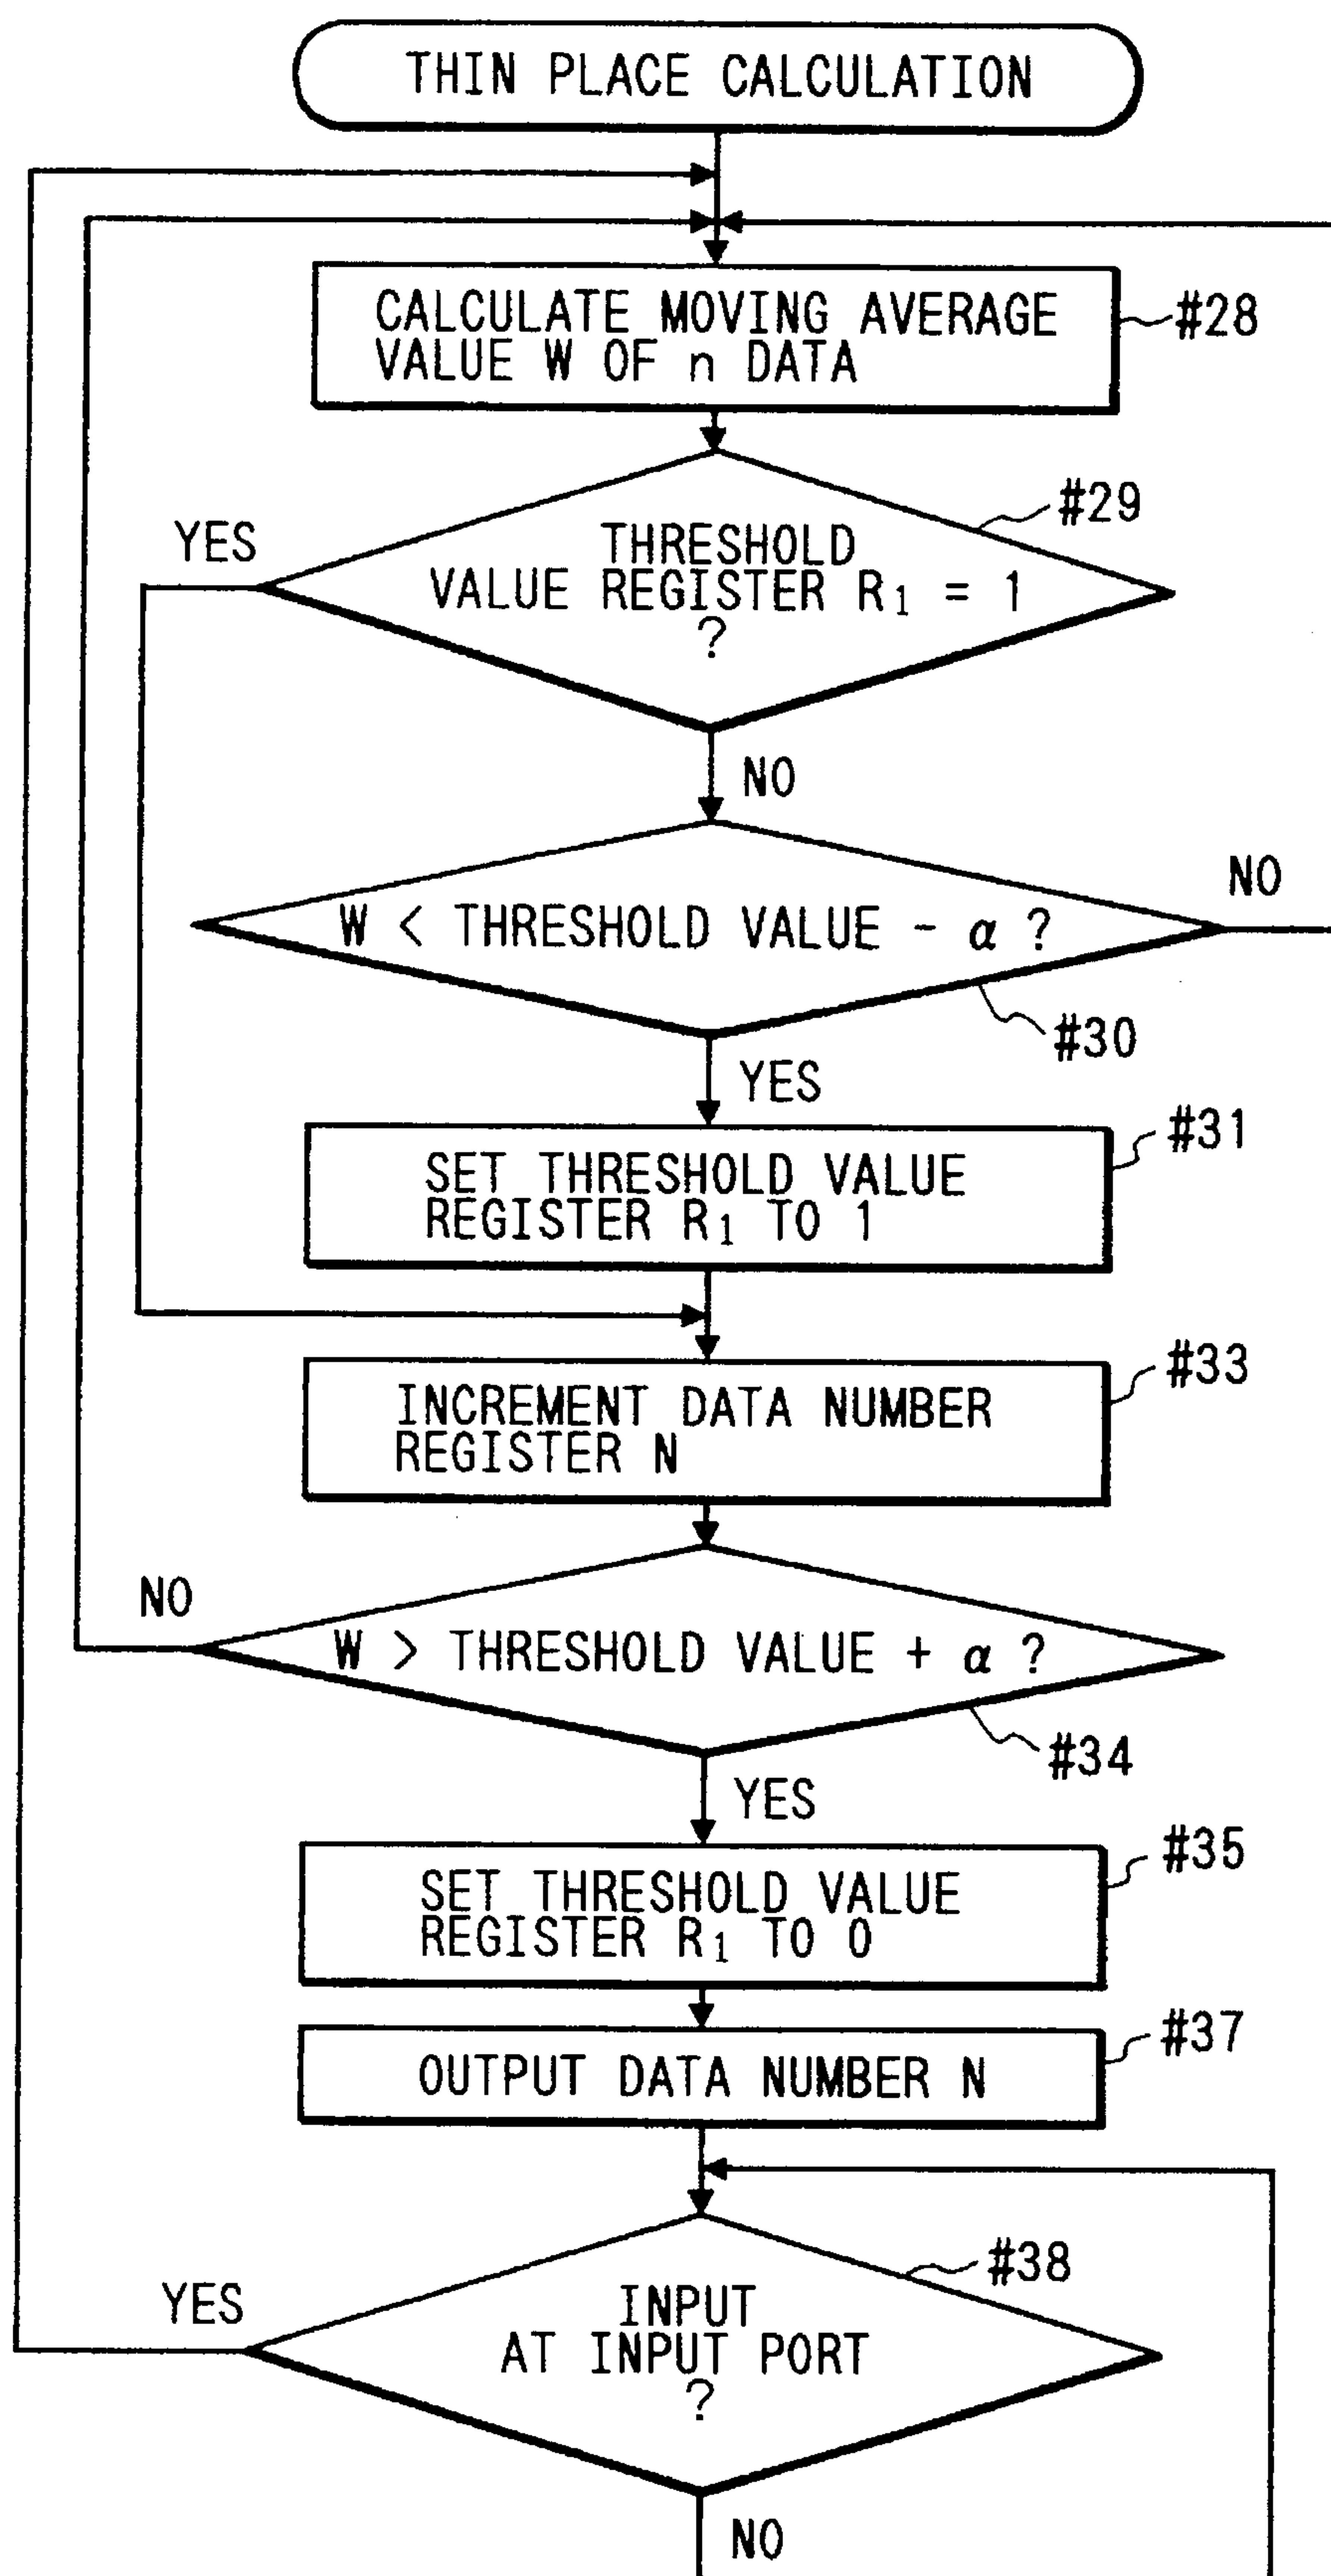 THIN PLACE CALCULATION
CALCULATE MOVING AVERAGE
VALUE W OF n DATA
#28
#29
YES
THRESHOLD
VALUE REGISTER R1 = 1
?
NO
NO
W < THRESHOLD VALUE - α ?
#30
YES
#31
SET THRESHOLD VALUE
REGISTER R1 TO 1
#33
INCREMENT DATA NUMBER
REGISTER N
NO
W > THRESHOLD VALUE + α ?
#34
YES
#35
SET THRESHOLD VALUE
REGISTER R1 TO 0
#37
OUTPUT DATA NUMBER N
#38
YES
INPUT
AT INPUT PORT
?
NO